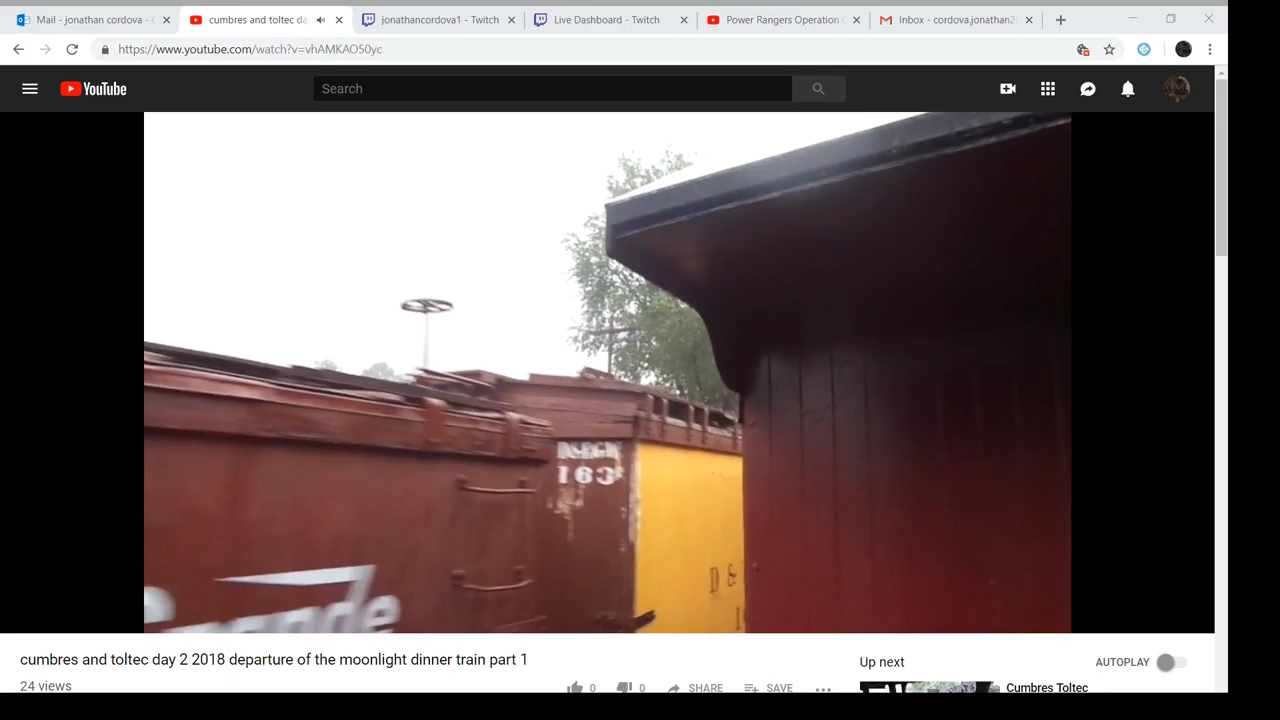 Mail - jonathan cordova -
cumbres and toltec da
jonathancordova1 - Twitch
Live Dashboard - Twitch
Power Rangers Operation
Inbox - cordova.jonathan2
https://www.youtube.com/watch?v=vhAMKAO50yc
YouTube
Search
D&RGW
163
D &
cumbres and toltec day 2 2018 departure of the moonlight dinner train part 1
24 views
0
0
SHARE
SAVE
Up next
AUTOPLAY
Cumbres Toltec